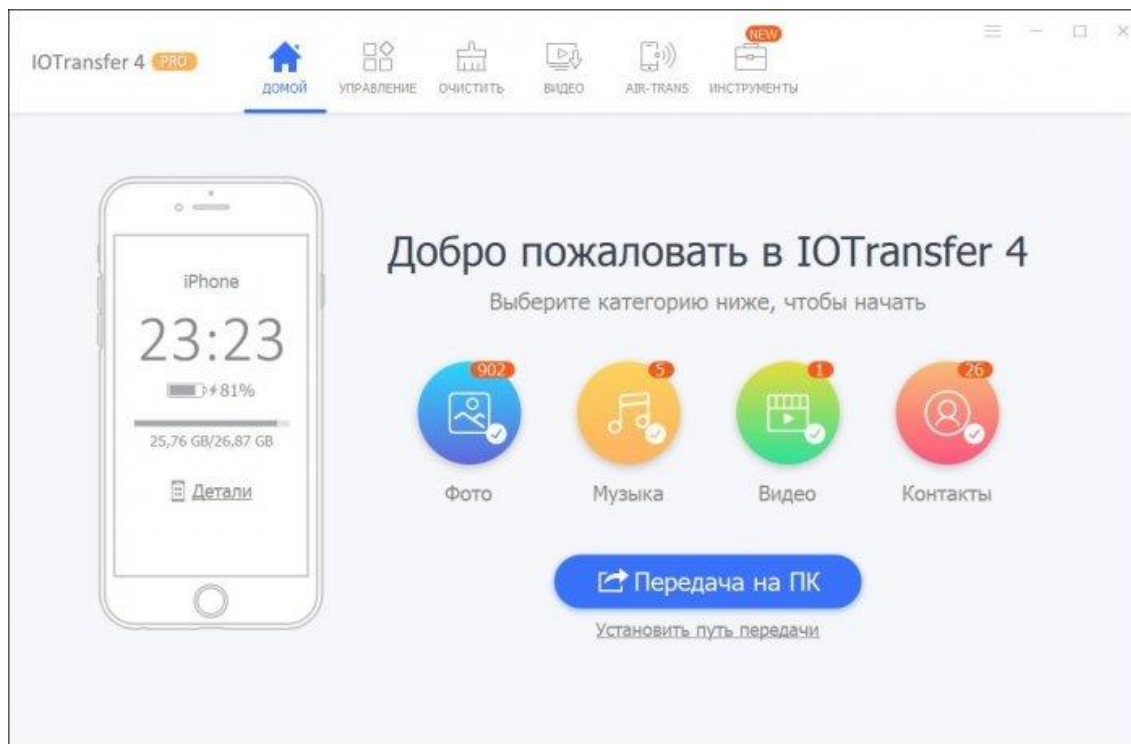 IOTransfer 4 PRO
ДОМОЙ
УПРАВЛЕНИЕ
ОЧИСТИТЬ
ВИДЕО
AIR-TRANS
NEW
ИНСТРУМЕНТЫ
iPhone
23:23
81%
25,76 GB/26,87 GB
Детали
Добро пожаловать в IOTransfer 4
Выберите категорию ниже, чтобы начать
902
Фото
5
Музыка
1
Видео
26
Контакты
Передача на ПК
Установить путь передачи